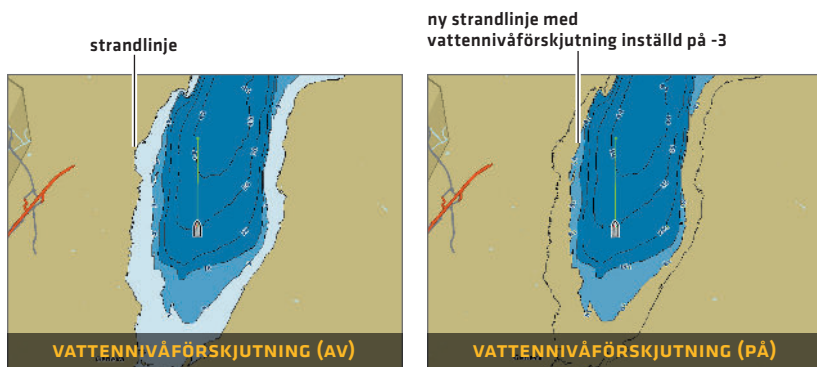 strandlinje
ny strandlinje med
vattennivåförskjutning inställd på -3
VATTENNIVÅFÖRSKJUTNING (AV)
VATTENNIVÅFÖRSKJUTNING (PÅ)